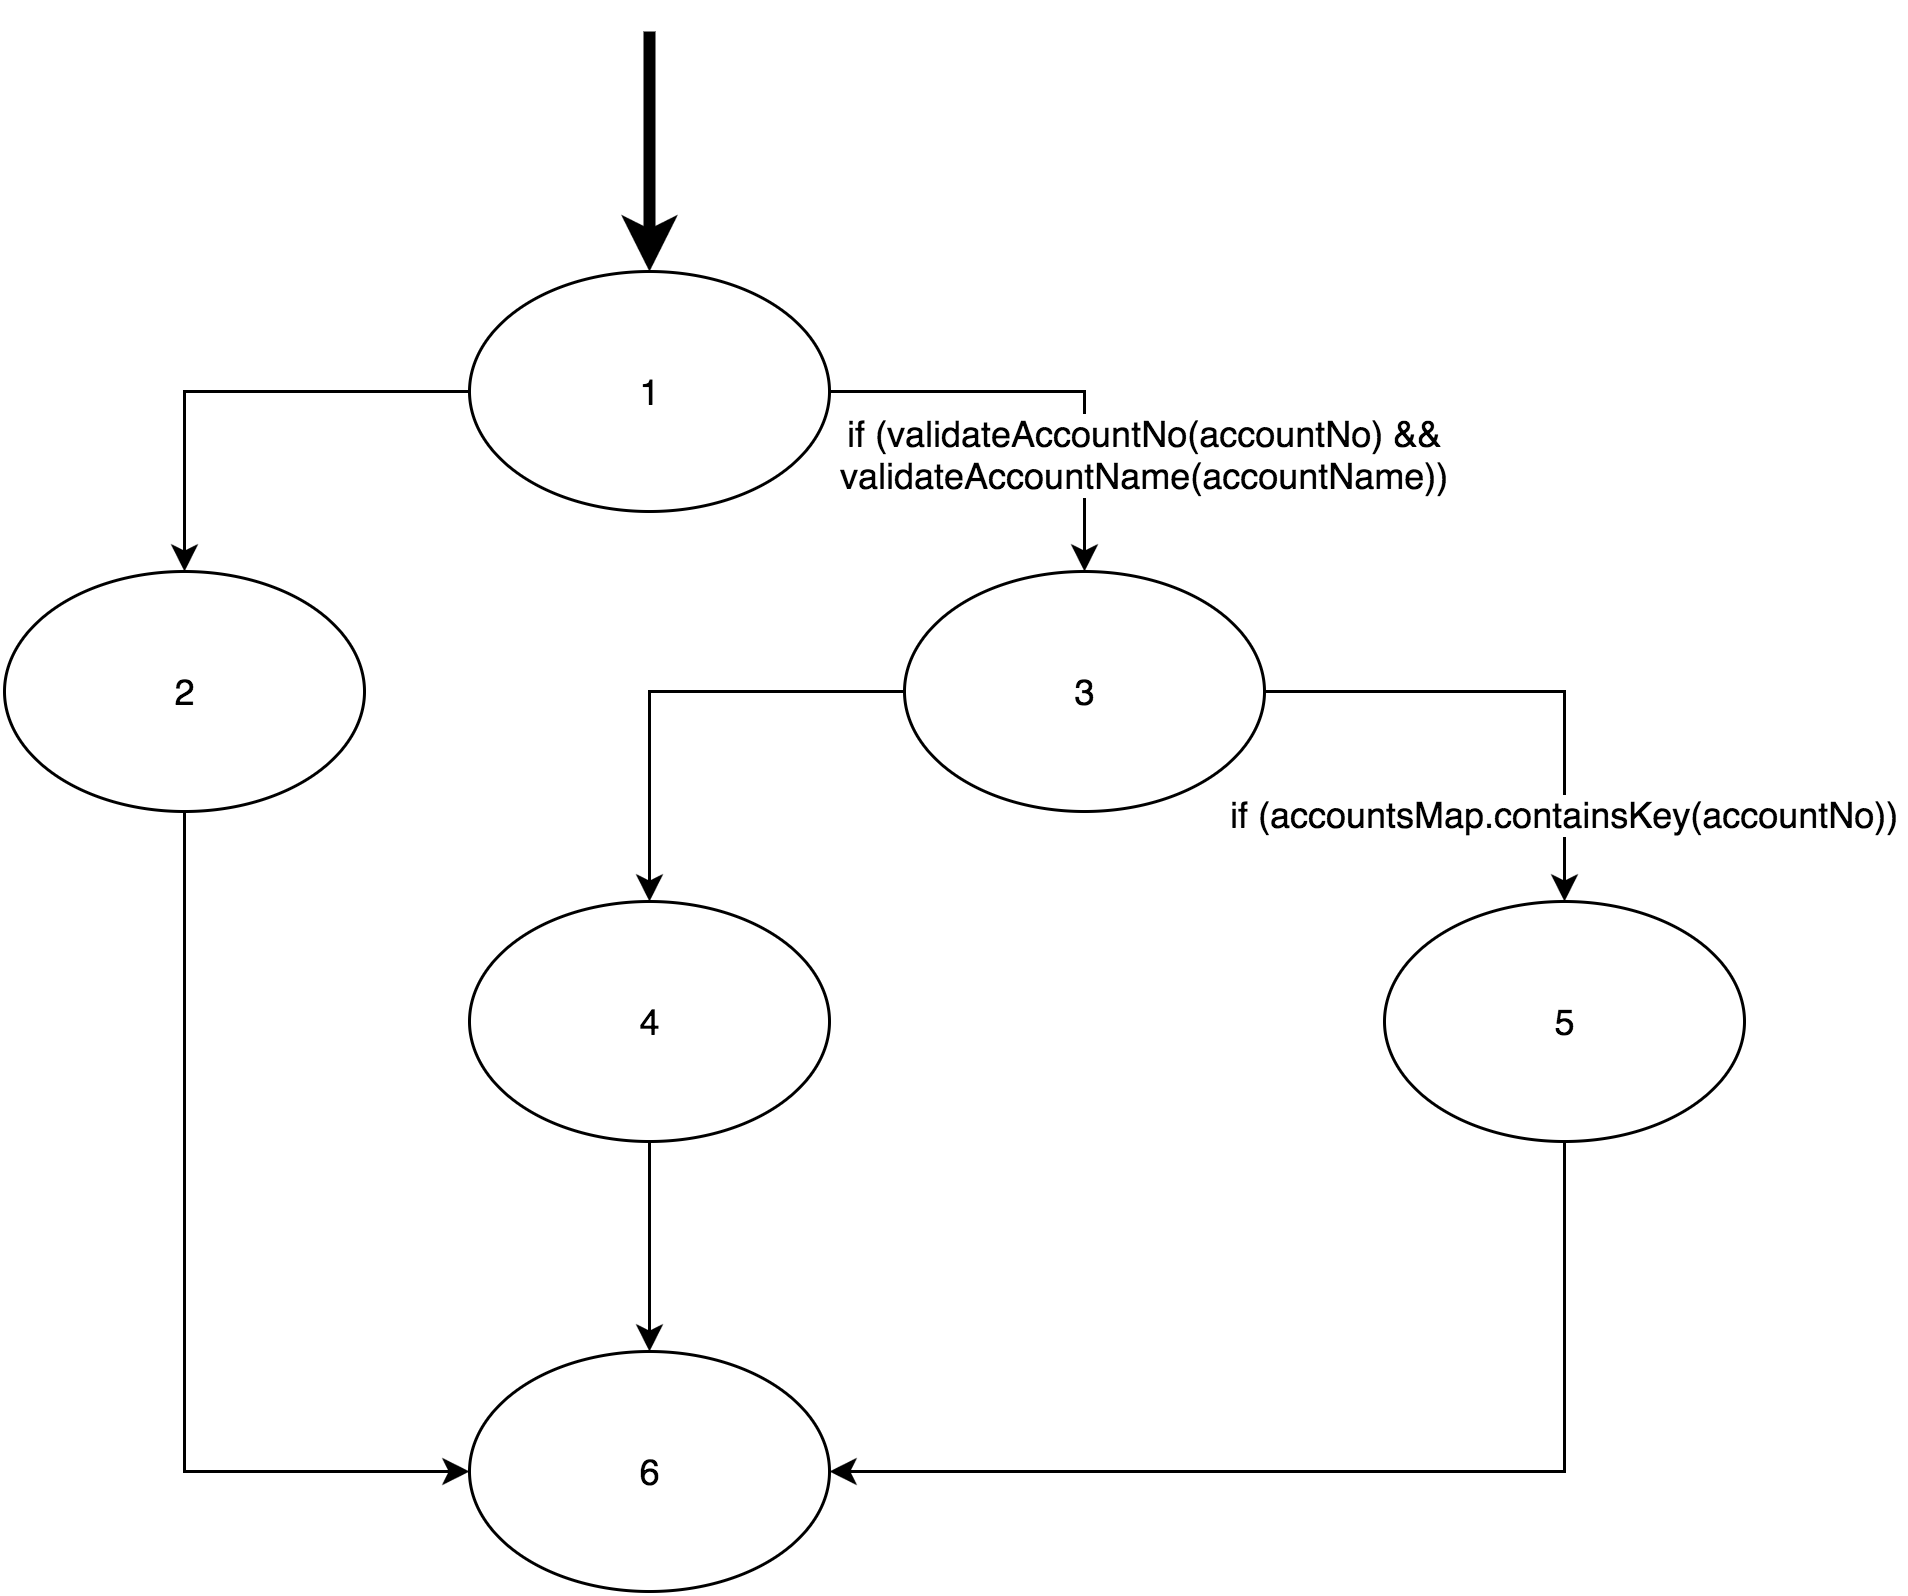 1
if (validateAccountNo(accountNo) &&
validateAccountName(accountName))
2
3
if (accountsMap.containsKey(accountNo))
4
5
6